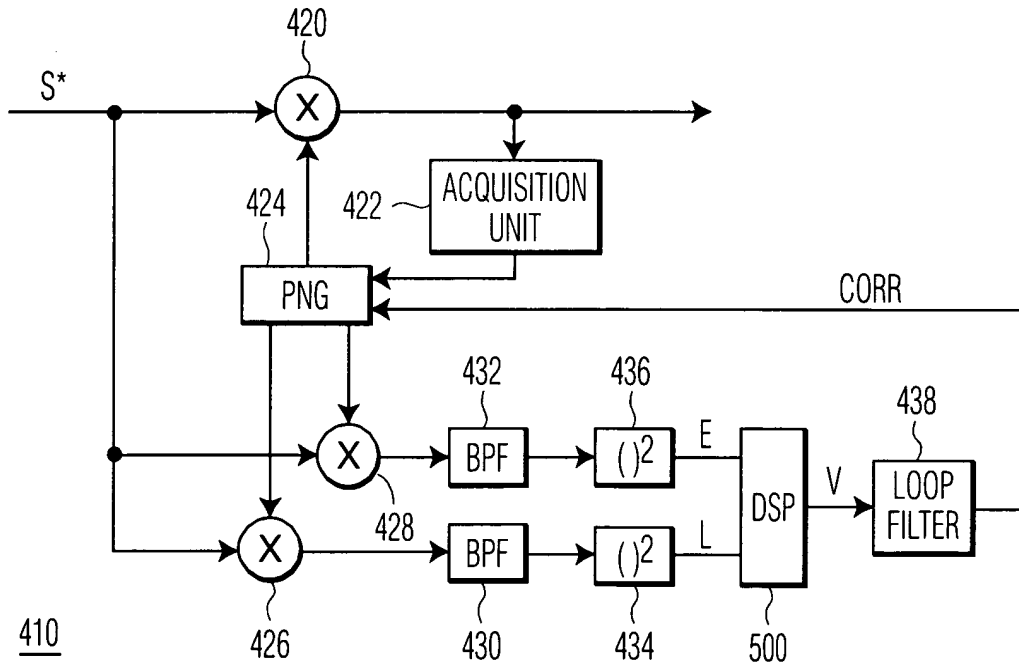 420
S*
X
424
422
ACQUISITION
UNIT
PNG
CORR
432
436
438
X
BPF
( )²
E
DSP
V
LOOP
FILTER
428
X
BPF
( )²
L
410
426
430
434
500